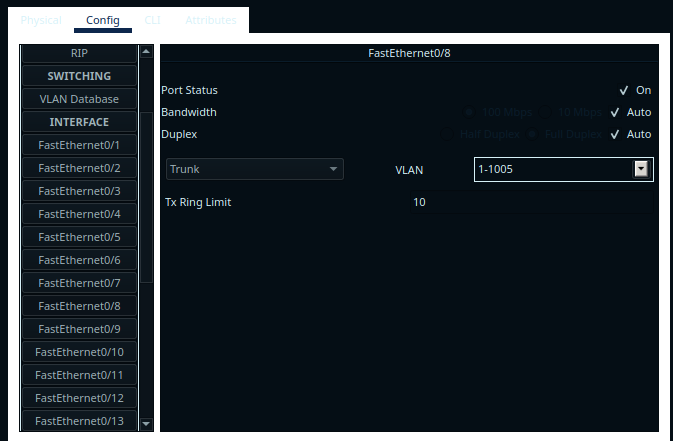 Physical Config CLI Attributes
RIP
SWITCHING
VLAN Database
INTERFACE
FastEthernet0/1
FastEthernet0/2
FastEthernet0/3
FastEthernet0/4
FastEthernet0/5
FastEthernet0/6
FastEthernet0/7
FastEthernet0/8
FastEthernet0/9
FastEthernet0/10
FastEthernet0/11
FastEthernet0/12
FastEthernet0/13
FastEthernet0/8
Port Status On
Bandwidth 100 Mbps 10 Mbps Auto
Duplex Half Duplex Full Duplex Auto
Trunk VLAN 1-1005
Tx Ring Limit 10